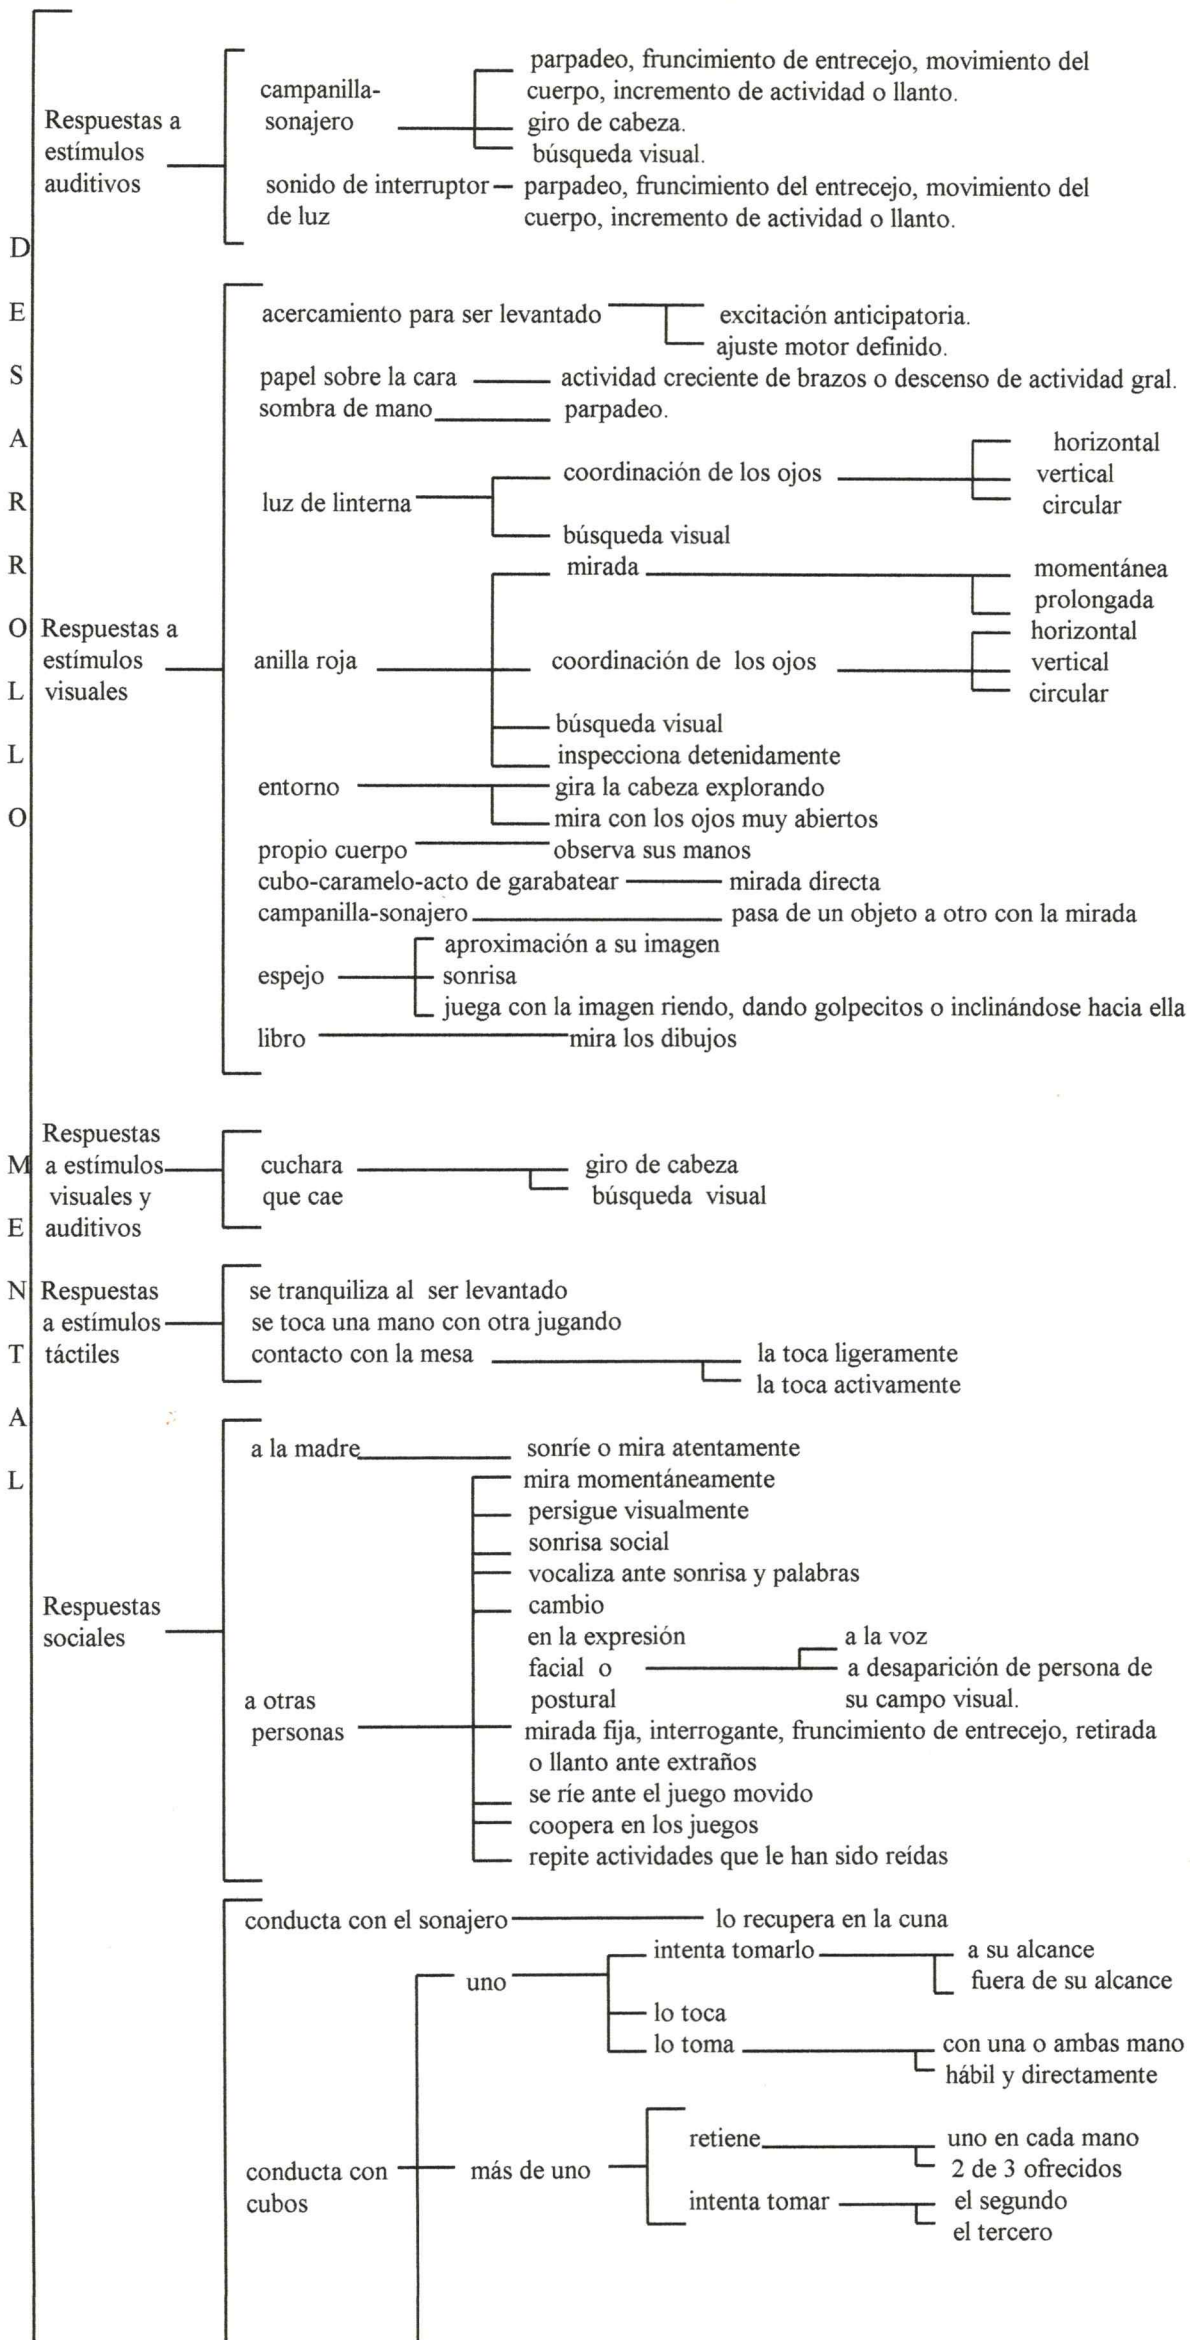 DESARROLLO MENTAL
Respuestas a
estímulos
auditivos
campanilla-
sonajero
parpadeo, fruncimiento de entrecejo, movimiento del
cuerpo, incremento de actividad o llanto.
giro de cabeza.
búsqueda visual.
sonido de interruptor
de luz
parpadeo, fruncimiento del entrecejo, movimiento del
cuerpo, incremento de actividad o llanto.
Respuestas a
estímulos
visuales
acercamiento para ser levantado
excitación anticipatoria.
ajuste motor definido.
papel sobre la cara
actividad creciente de brazos o descenso de actividad gral.
sombra de mano
parpadeo.
luz de linterna
coordinación de los ojos
horizontal
vertical
circular
búsqueda visual
anilla roja
mirada
momentánea
prolongada
coordinación de los ojos
horizontal
vertical
circular
búsqueda visual
inspecciona detenidamente
entorno
gira la cabeza explorando
mira con los ojos muy abiertos
propio cuerpo
observa sus manos
cubo-caramelo-acto de garabatear
mirada directa
campanilla-sonajero
pasa de un objeto a otro con la mirada
espejo
aproximación a su imagen
sonrisa
juega con la imagen riendo, dando golpecitos o inclinándose hacia ella
libro
mira los dibujos
Respuestas
a estímulos
visuales y
auditivos
cuchara
que cae
giro de cabeza
búsqueda visual
Respuestas
a estímulos
táctiles
se tranquiliza al ser levantado
se toca una mano con otra jugando
contacto con la mesa
la toca ligeramente
la toca activamente
Respuestas
sociales
a la madre
sonríe o mira atentamente
a otras
personas
mira momentáneamente
persigue visualmente
sonrisa social
vocaliza ante sonrisa y palabras
cambio
en la expresión
facial o
postural
a la voz
a desaparición de persona de
su campo visual.
mirada fija, interrogante, fruncimiento de entrecejo, retirada
o llanto ante extraños
se ríe ante el juego movido
coopera en los juegos
repite actividades que le han sido reídas
conducta con el sonajero
lo recupera en la cuna
conducta con
cubos
uno
intenta tomarlo
a su alcance
fuera de su alcance
lo toca
lo toma
con una o ambas mano
hábil y directamente
más de uno
retiene
uno en cada mano
2 de 3 ofrecidos
intenta tomar
el segundo
el tercero